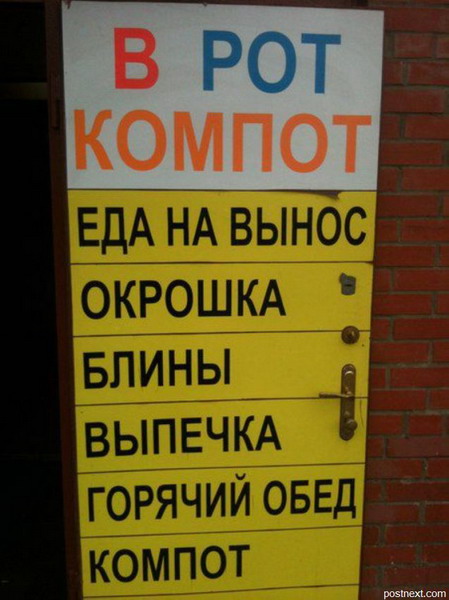 В РОТ
КОМПОТ
ЕДА НА ВЫНОС
ОКРОШКА
БЛИНЫ
ВЫПЕЧКА
ГОРЯЧИЙ ОБЕД
КОМПОТ
postnext.com